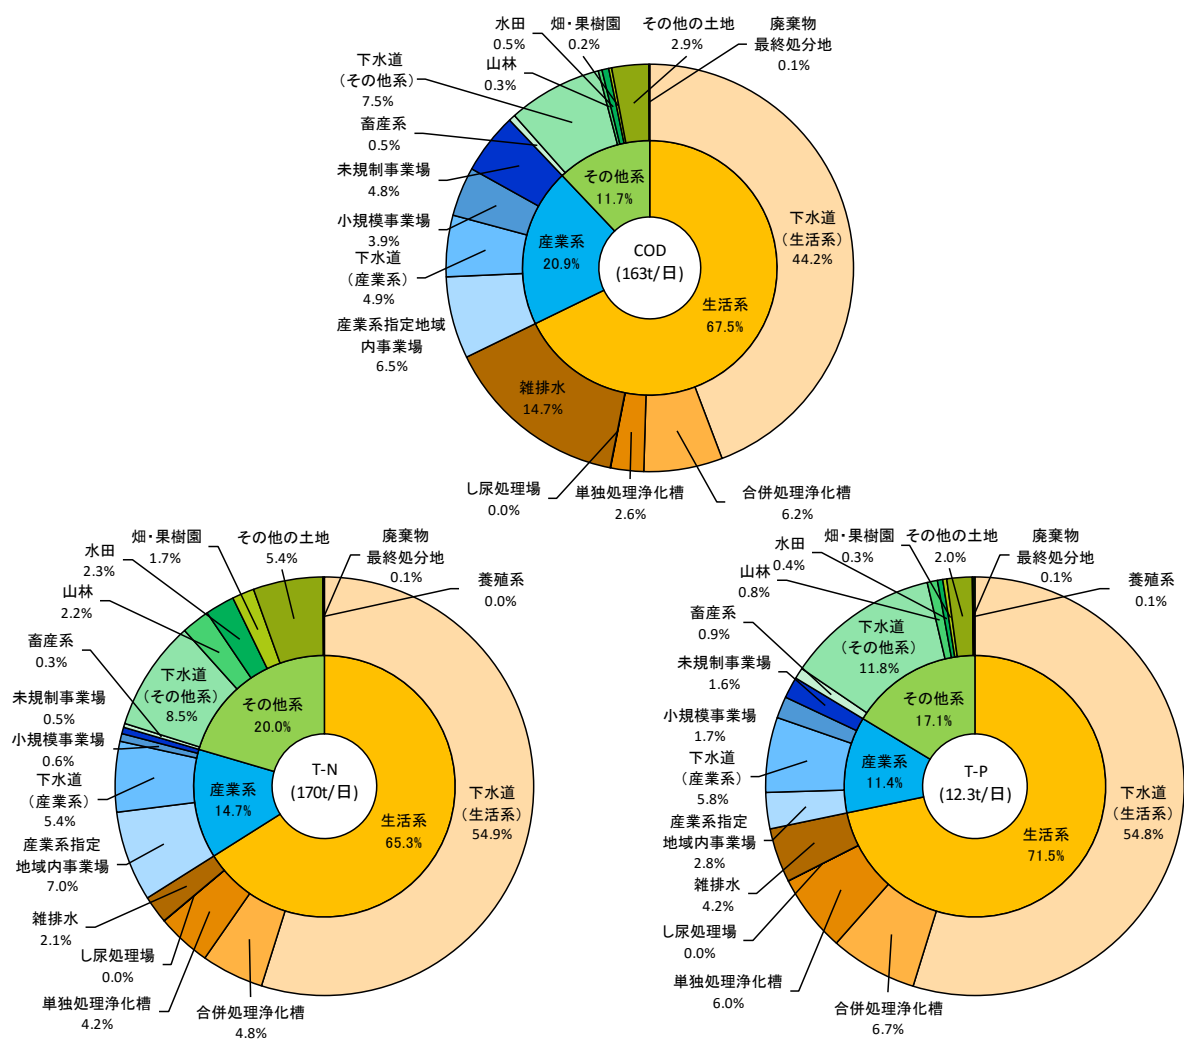 水田
0.5%
畑・果樹園
0.2%
その他の土地
2.9%
廃棄物
最終処分地
0.1%
下水道
（その他系）
7.5%
山林
0.3%
畜産系
0.5%
未規制事業場
4.8%
小規模事業場
3.9%
下水道
（産業系）
4.9%
産業系指定地域
内事業場
6.5%
その他系
11.7%
産業系
20.9%
COD
(163t/日)
生活系
67.5%
下水道
（生活系）
44.2%
雑排水
14.7%
し尿処理場
0.0%
単独処理浄化槽
2.6%
合併処理浄化槽
6.2%
水田
2.3%
畑・果樹園
1.7%
その他の土地
5.4%
廃棄物
最終処分地
0.1%
養殖系
0.0%
山林
2.2%
畜産系
0.3%
下水道
（その他系）
8.5%
未規制事業場
0.5%
小規模事業場
0.6%
下水道
（産業系）
5.4%
産業系指定
地域内事業場
7.0%
雑排水
2.1%
し尿処理場
0.0%
単独処理浄化槽
4.2%
合併処理浄化槽
4.8%
その他系
20.0%
産業系
14.7%
T-N
(170t/日)
生活系
65.3%
下水道
（生活系）
54.9%
水田
0.4%
畑・果樹園
0.3%
その他の土地
2.0%
廃棄物
最終処分地
0.1%
養殖系
0.1%
山林
0.8%
畜産系
0.9%
下水道
（その他系）
11.8%
未規制事業場
1.6%
小規模事業場
1.7%
下水道
（産業系）
5.8%
産業系指定
地域内事業場
2.8%
雑排水
4.2%
し尿処理場
0.0%
単独処理浄化槽
6.0%
合併処理浄化槽
6.7%
その他系
17.1%
産業系
11.4%
T-P
(12.3t/日)
生活系
71.5%
下水道
（生活系）
54.8%